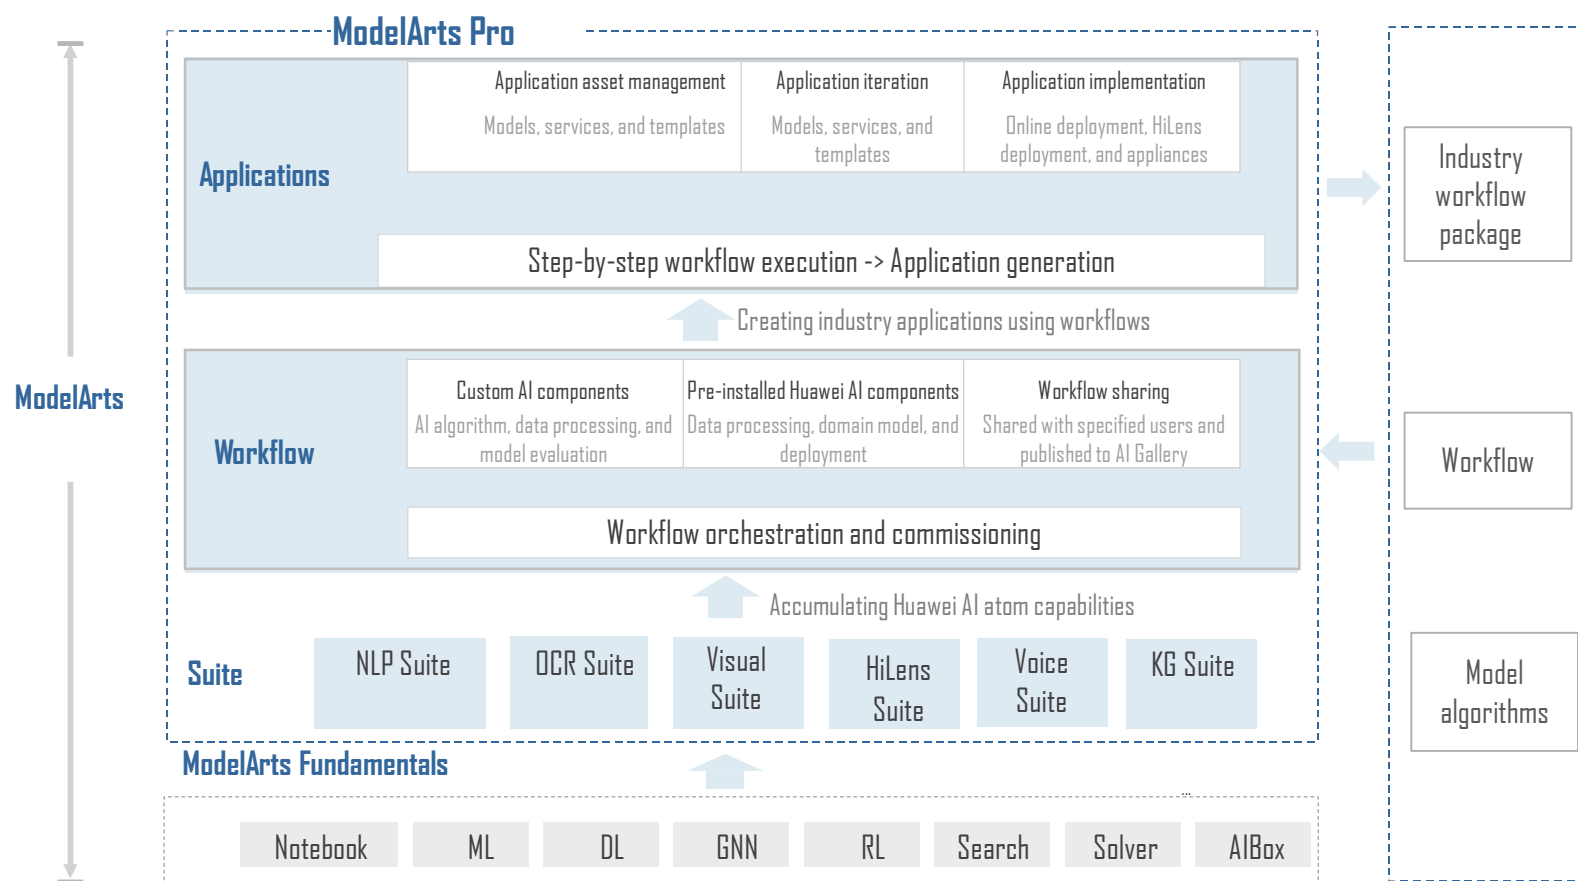 ModelArts Pro
Application asset management
Models, services, and templates
Application iteration
Models, services, and
templates
Application implementation
Online deployment, HiLens
deployment, and appliances
Applications
Step-by-step workflow execution -> Application generation
Creating industry applications using workflows
ModelArts
Custom AI components
AI algorithm, data processing, and
model evaluation
Pre-installed Huawei AI components
Data processing, domain model, and
deployment
Workflow sharing
Shared with specified users and
published to AI Gallery
Workflow
Workflow orchestration and commissioning
Accumulating Huawei AI atom capabilities
Suite
NLP Suite
OCR Suite
Visual
Suite
HiLens
Suite
Voice
Suite
KG Suite
ModelArts Fundamentals
...
Notebook
ML
DL
GNN
RL
Search
Solver
AIBox
Industry
workflow
package
Workflow
Model
algorithms